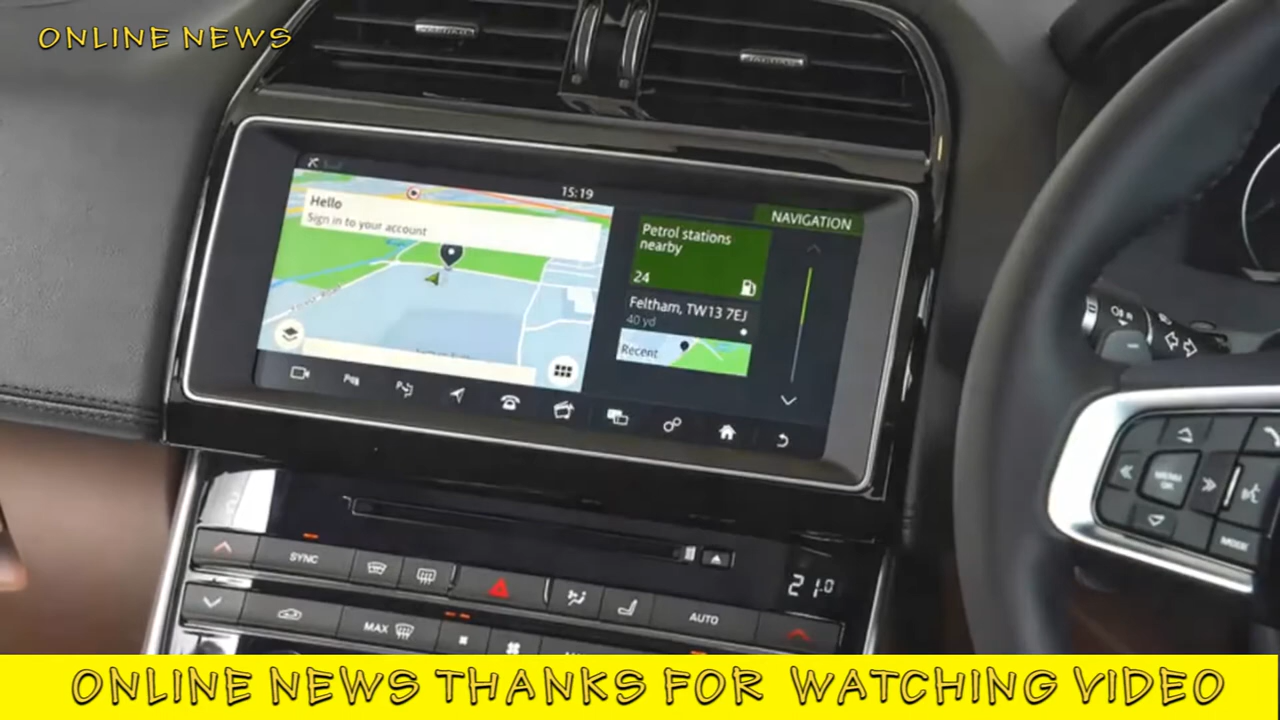 ONLINE NEWS
15:19
NAVIGATION
Hello
Sign in to your account
Petrol stations
nearby
24
Feltham, TW13 7EJ
40 yd
Recent
SYNC
21.0
AUTO
MAX
MODE
ONLINE NEWS THANKS FOR WATCHING VIDEO